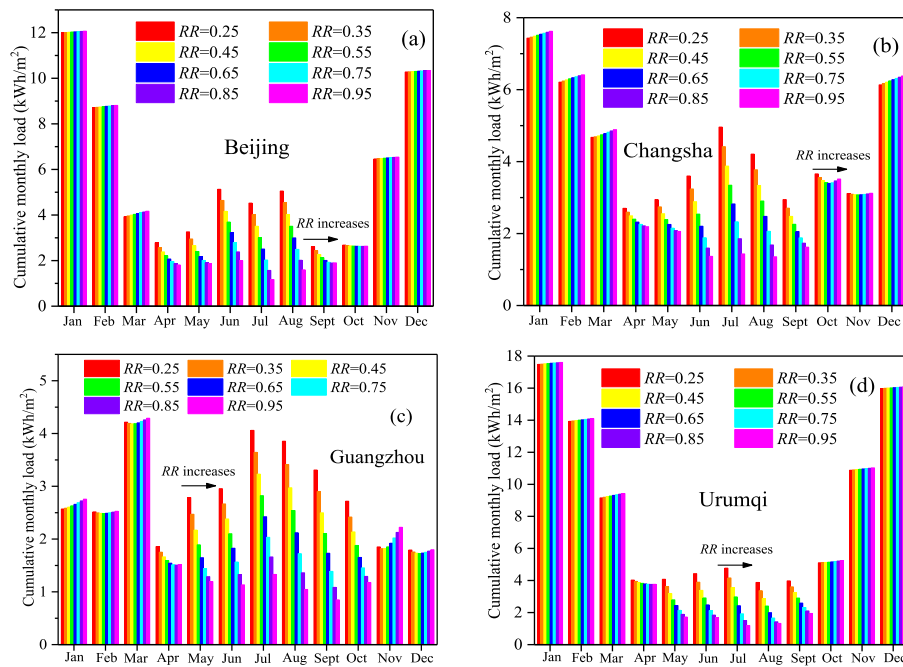 (a)
Cumulative monthly load (kWh/m²)
12
10
8
6
4
2
0
RR=0.25 RR=0.35
RR=0.45 RR=0.55
RR=0.65 RR=0.75
RR=0.85 RR=0.95
Beijing
RR increases
Jan Feb Mar Apr May Jun Jul Aug Sept Oct Nov Dec
(b)
Cumulative monthly load (kWh/m²)
8
6
4
2
0
RR=0.25 RR=0.35
RR=0.45 RR=0.55
RR=0.65 RR=0.75
RR=0.85 RR=0.95
Changsha
RR increases
Jan Feb Mar Apr May Jun Jul Aug Sept Oct Nov Dec
(c)
Cumulative monthly load (kWh/m²)
5
4
3
2
1
0
RR=0.25 RR=0.35 RR=0.45
RR=0.55 RR=0.65 RR=0.75
RR=0.85 RR=0.95
Guangzhou
RR increases
Jan Feb Mar Apr May Jun Jul Aug Sept Oct Nov Dec
(d)
Cumulative monthly load (kWh/m²)
18
16
14
12
10
8
6
4
2
0
RR=0.25 RR=0.35
RR=0.45 RR=0.55
RR=0.65 RR=0.75
RR=0.85 RR=0.95
Urumqi
RR increases
Jan Feb Mar Apr May Jun Jul Aug Sept Oct Nov Dec